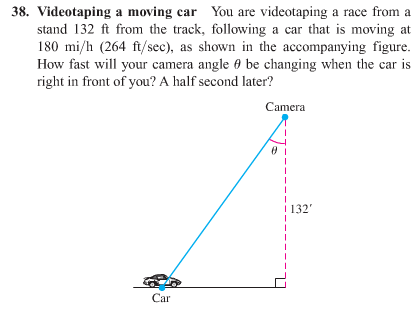 38. Videotaping a moving car You are videotaping a race from a
stand 132 ft from the track, following a car that is moving at
180 mi/h (264 ft/sec), as shown in the accompanying figure.
How fast will your camera angle θ be changing when the car is
right in front of you? A half second later?
Camera
θ
132′
Car